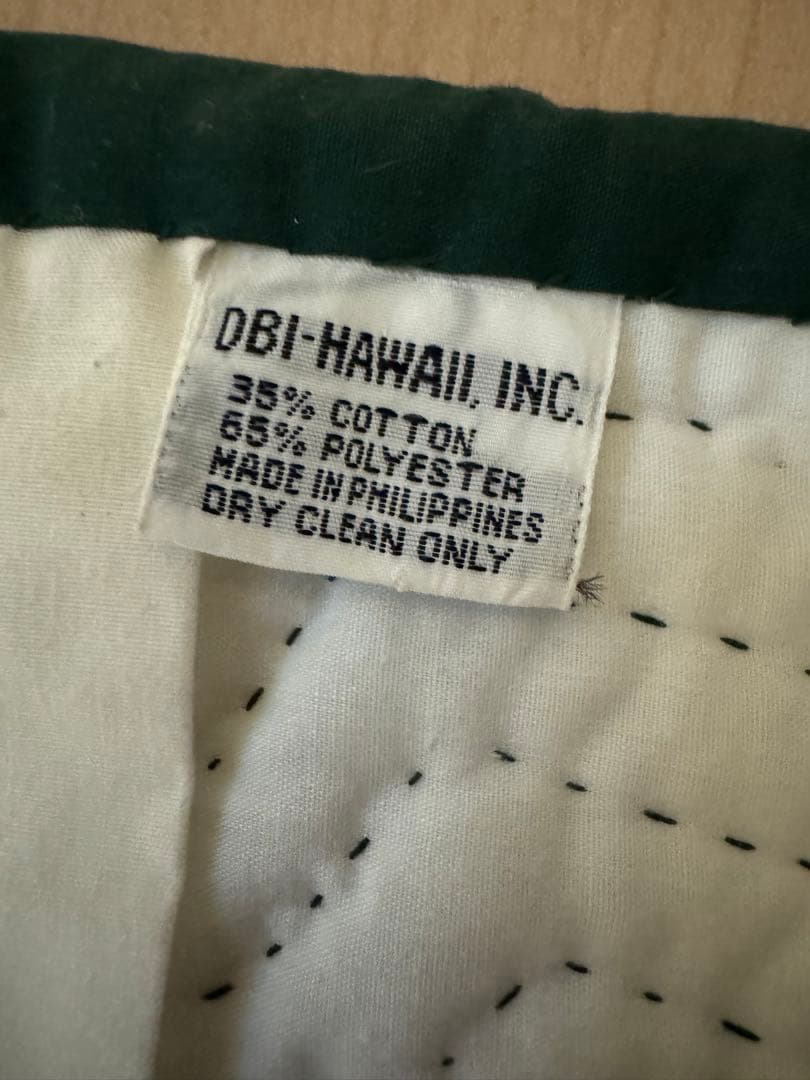 DBI-HAWAII, INC.
35% COTTON
65% POLYESTER
MADE IN PHILIPPINES
DRY CLEAN ONLY